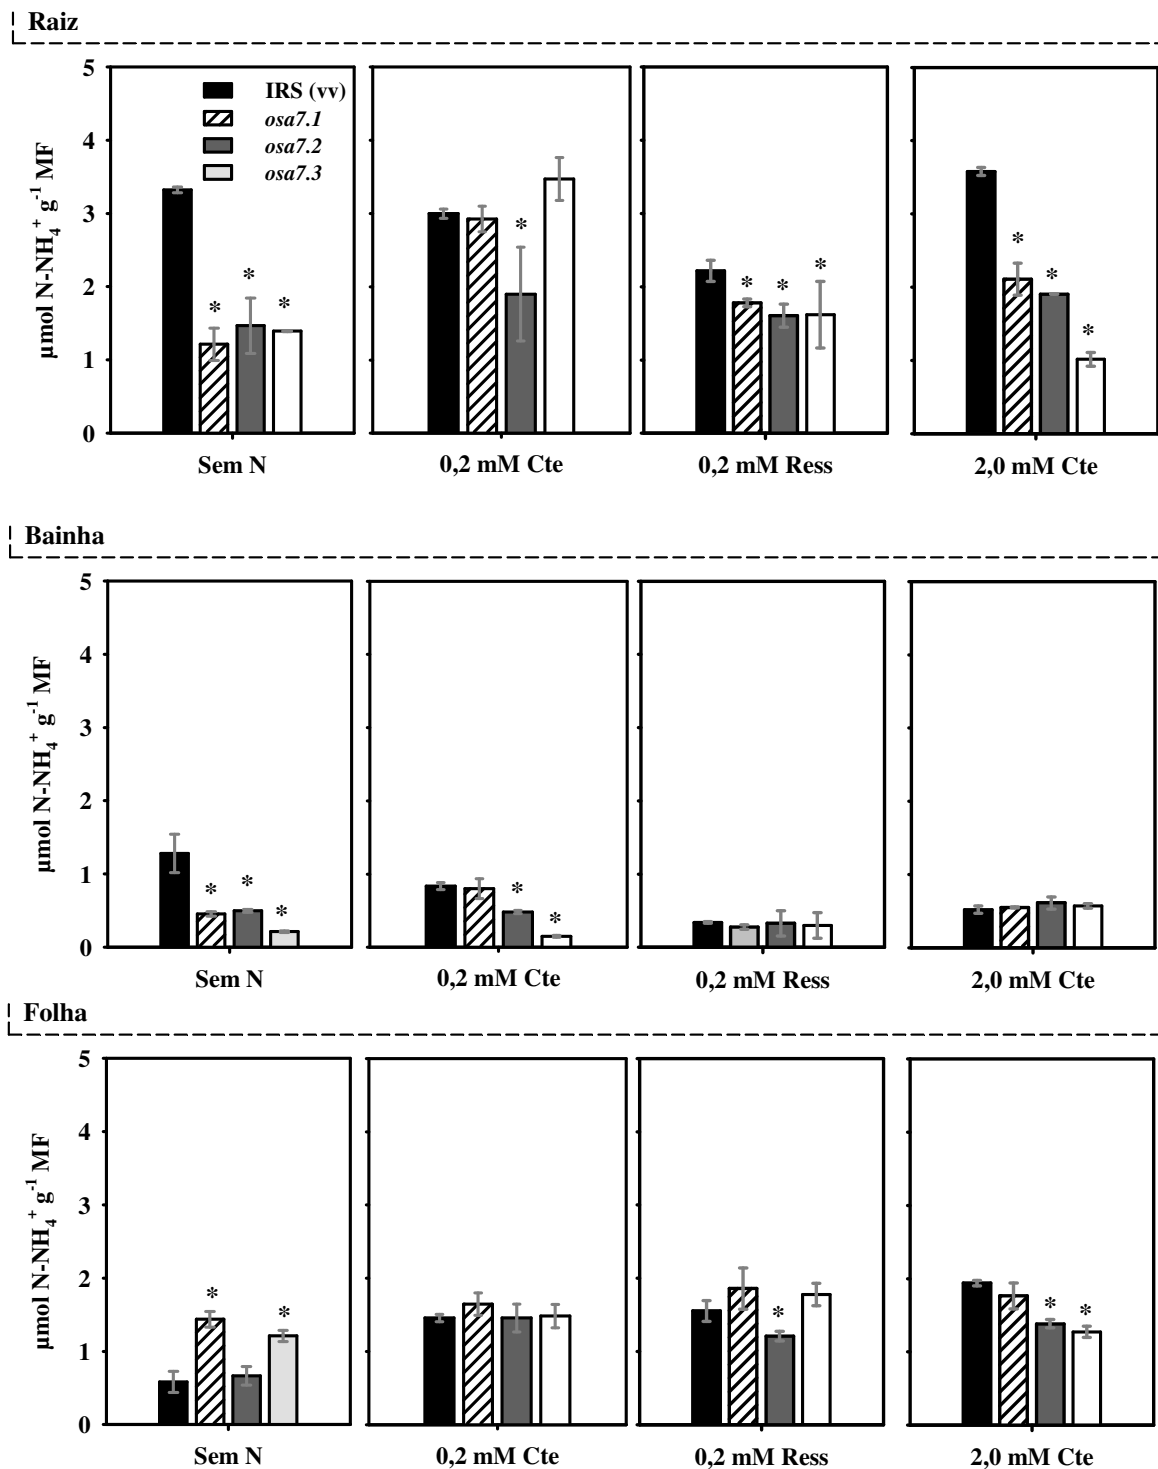 Raiz
µmol N-NH₄⁺ g⁻¹ MF
5
4
3
2
1
0
IRS (vv)
osa7.1
osa7.2
osa7.3
* * *
*
* * *
* * *
Sem N 0,2 mM Cte 0,2 mM Ress 2,0 mM Cte
Bainha
µmol N-NH₄⁺ g⁻¹ MF
5
4
3
2
1
0
* * *
* *
Sem N 0,2 mM Cte 0,2 mM Ress 2,0 mM Cte
Folha
µmol N-NH₄⁺ g⁻¹ MF
5
4
3
2
1
0
* *
*
* *
Sem N 0,2 mM Cte 0,2 mM Ress 2,0 mM Cte